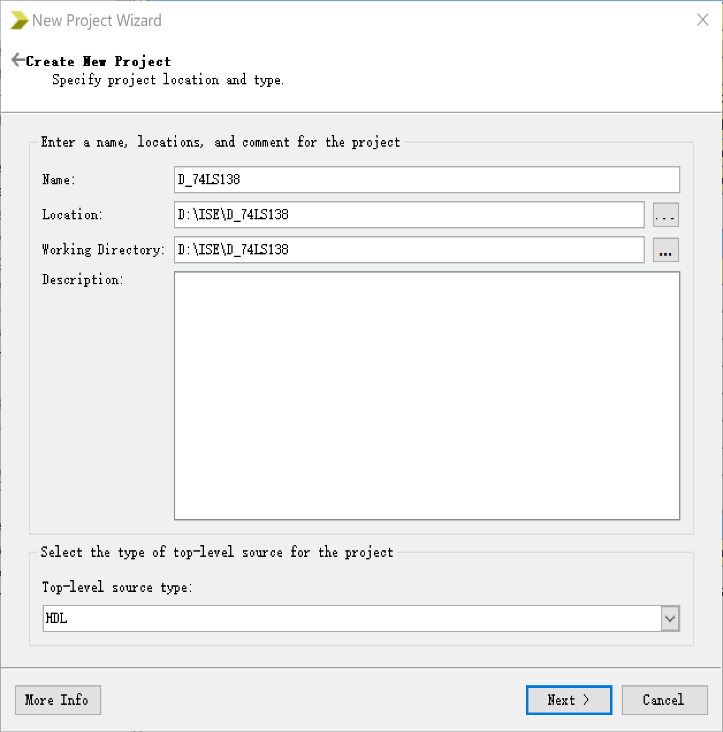 New Project Wizard
Create New Project
Specify project location and type.
Enter a name, locations, and comment for the project
Name: D_74LS138
Location: D:\ISE\D_74LS138 ...
Working Directory: D:\ISE\D_74LS138 ...
Description:
Select the type of top-level source for the project
Top-level source type:
HDL
More Info Next > Cancel